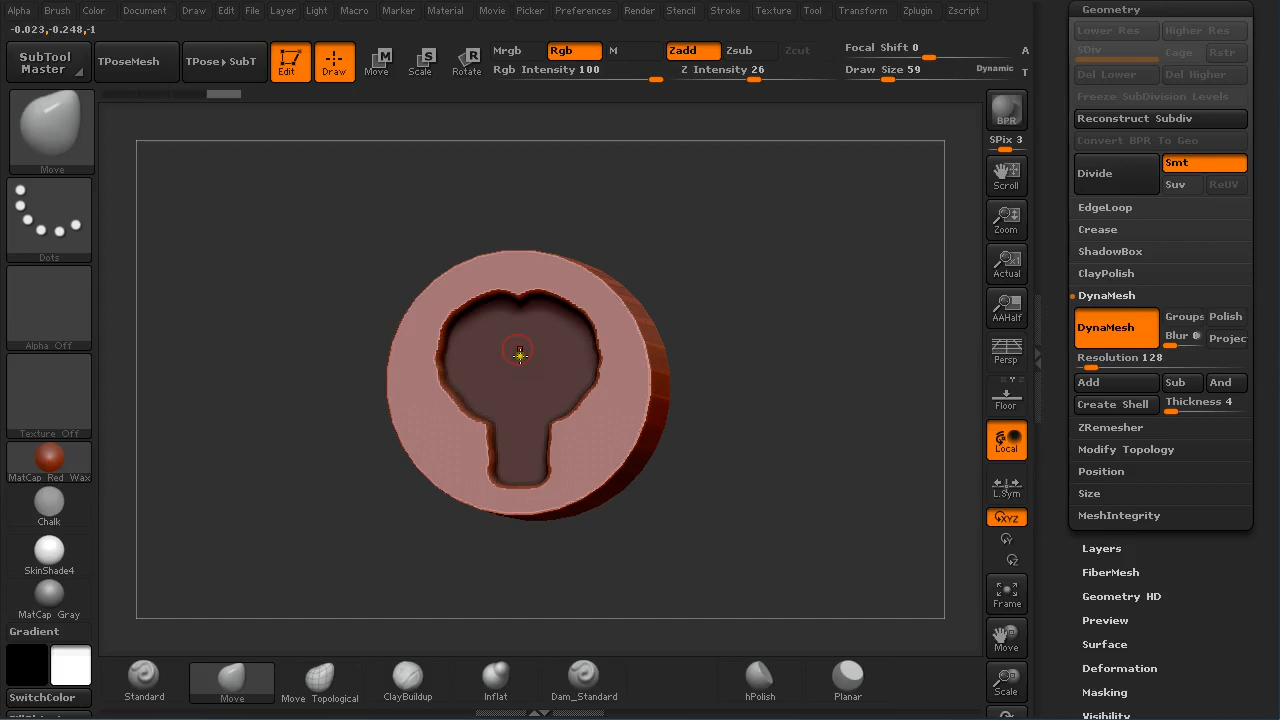 Alpha Brush Color Document Draw Edit File Layer Light Macro Marker Material Movie Picker Preferences Render Stencil Stroke Texture Tool Transform Zplugin Zscript
-0.023,-0.248,-1
SubTool
Master
TPoseMesh
TPose▸SubT
Edit
Draw
Move
Scale
Rotate
Mrgb Rgb M Zadd Zsub Zcut
Rgb Intensity 100 Z Intensity 26
Focal Shift 0 A
Draw Size 59 Dynamic T
Move
Dots
Alpha Off
Texture Off
MatCap Red Wax
Chalk
SkinShade4
MatCap Gray
Gradient
SwitchColor
BPR
SPix 3
Scroll
Zoom
Actual
AAHalf
Persp
Floor
Local
L.Sym
XYZ
Y
Z
Frame
Move
Scale
Geometry
Lower Res Higher Res
SDiv Cage Rstr
Del Lower Del Higher
Freeze SubDivision Levels
Reconstruct Subdiv
Convert BPR To Geo
Divide
Smt
Suv ReUV
EdgeLoop
Crease
ShadowBox
ClayPolish
DynaMesh
DynaMesh
Groups Polish
Blur 0 Projec
Resolution 128
Add Sub And
Create Shell Thickness 4
ZRemesher
Modify Topology
Position
Size
MeshIntegrity
Layers
FiberMesh
Geometry HD
Preview
Surface
Deformation
Masking
Visibility
Standard
Move
Move Topological
ClayBuildup
Inflat
Dam_Standard
hPolish
Planar